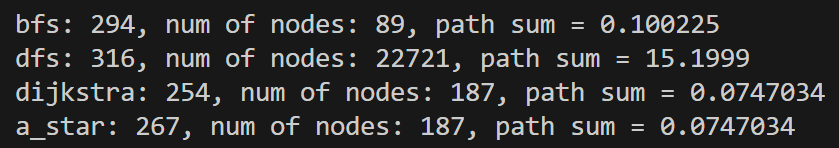 bfs: 294, num of nodes: 89, path sum = 0.100225
dfs: 316, num of nodes: 22721, path sum = 15.1999
dijkstra: 254, num of nodes: 187, path sum = 0.0747034
a_star: 267, num of nodes: 187, path sum = 0.0747034